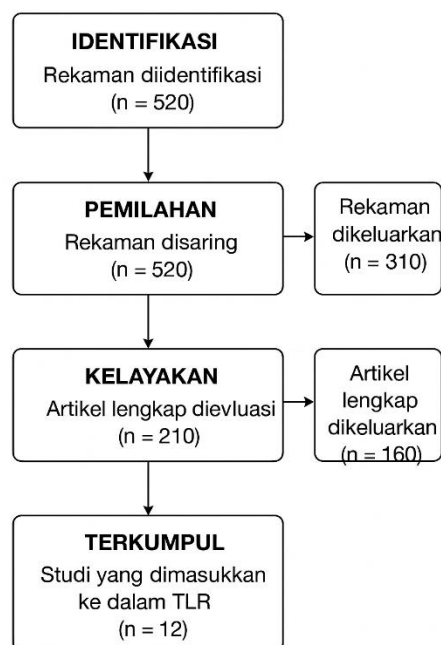 IDENTIFIKASI
Rekaman diidentifikasi
(n = 520)
PEMILAHAN
Rekaman disaring
(n = 520)
Rekaman
dikeluarkan
(n = 310)
KELAYAKAN
Artikel lengkap dievluasi
(n = 210)
Artikel
lengkap
dikeluarkan
(n = 160)
TERKUMPUL
Studi yang dimasukkan
ke dalam TLR
(n = 12)